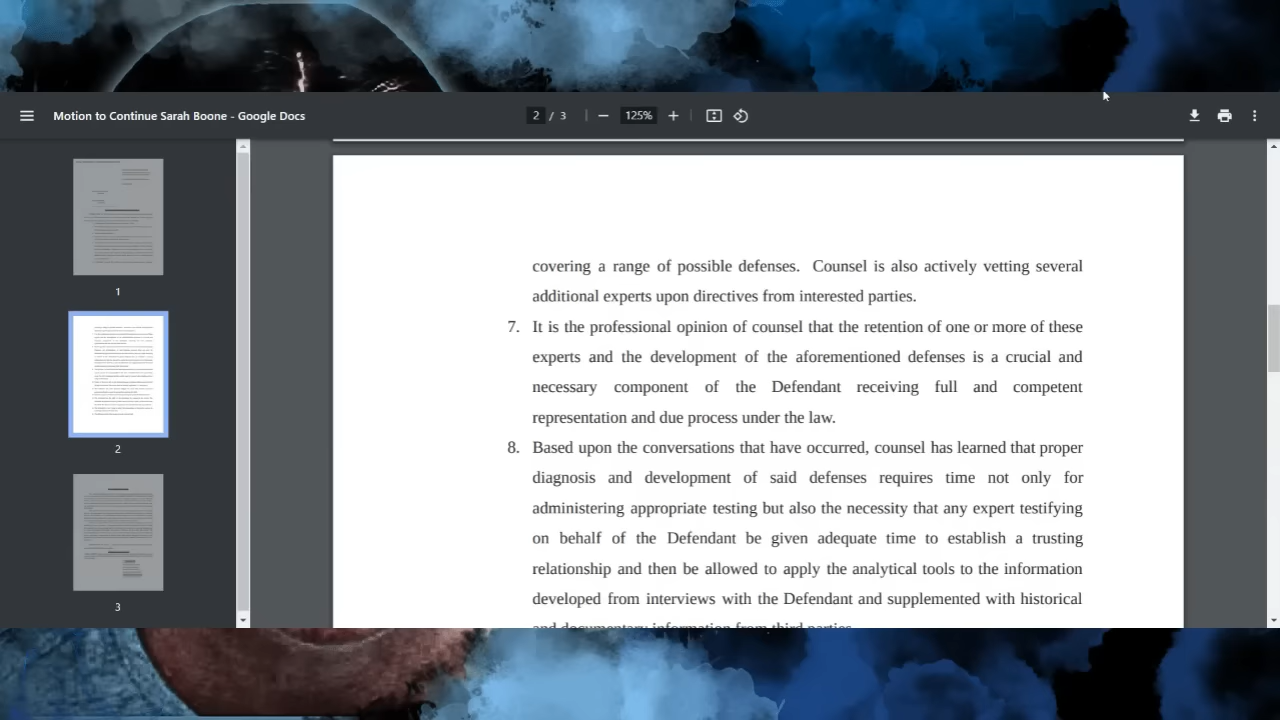 Motion to Continue Sarah Boone - Google Docs
2 / 3
125%
1
2
3
covering a range of possible defenses. Counsel is also actively vetting several
additional experts upon directives from interested parties.
7. It is the professional opinion of counsel that the retention of one or more of these
experts and the development of the aforementioned defenses is a crucial and
necessary component of the Defendant receiving full and competent
representation and due process under the law.
8. Based upon the conversations that have occurred, counsel has learned that proper
diagnosis and development of said defenses requires time not only for
administering appropriate testing but also the necessity that any expert testifying
on behalf of the Defendant be given adequate time to establish a trusting
relationship and then be allowed to apply the analytical tools to the information
developed from interviews with the Defendant and supplemented with historical
and documentary information from third parties.